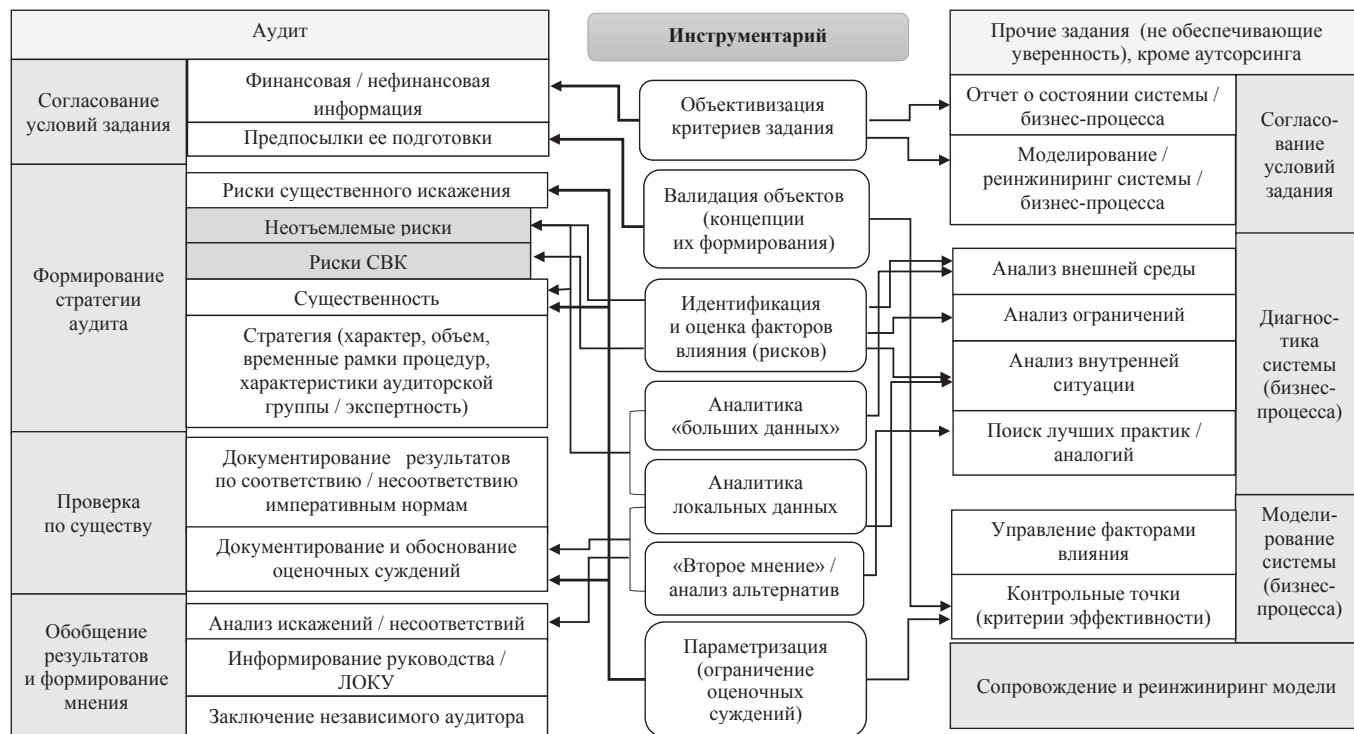 Аудит
Согласование
условий задания
Финансовая / нефинансовая
информация
Предпосылки ее подготовки
Формирование
стратегии
аудита
Риски существенного искажения
Неотъемлемые риски
Риски СВК
Существенность
Стратегия (характер, объем,
временные рамки процедур,
характеристики аудиторской
группы / экспертность)
Проверка
по существу
Документирование результатов
по соответствию / несоответствию
императивным нормам
Документирование и обоснование
оценочных суждений
Обобщение
результатов
и формирование
мнения
Анализ искажений / несоответствий
Информирование руководства /
ЛОКУ
Заключение независимого аудитора
Инструментарий
Объективизация
критериев задания
Валидация объектов
(концепции
их формирования)
Идентификация
и оценка факторов
влияния (рисков)
Аналитика
«больших данных»
Аналитика
локальных данных
«Второе мнение» /
анализ альтернатив
Параметризация
(ограничение
оценочных
суждений)
Прочие задания (не обеспечивающие
уверенность), кроме аутсорсинга
Отчет о состоянии системы /
бизнес-процесса
Моделирование /
реинжиниринг системы /
бизнес-процесса
Согласо-
вание
условий
задания
Анализ внешней среды
Анализ ограничений
Анализ внутренней
ситуации
Поиск лучших практик /
аналогий
Диагнос-
тика
системы
(бизнес-
процесса)
Управление факторами
влияния
Контрольные точки
(критерии эффективности)
Модели-
рование
системы
(бизнес-
процесса)
Сопровождение и реинжиниринг модели